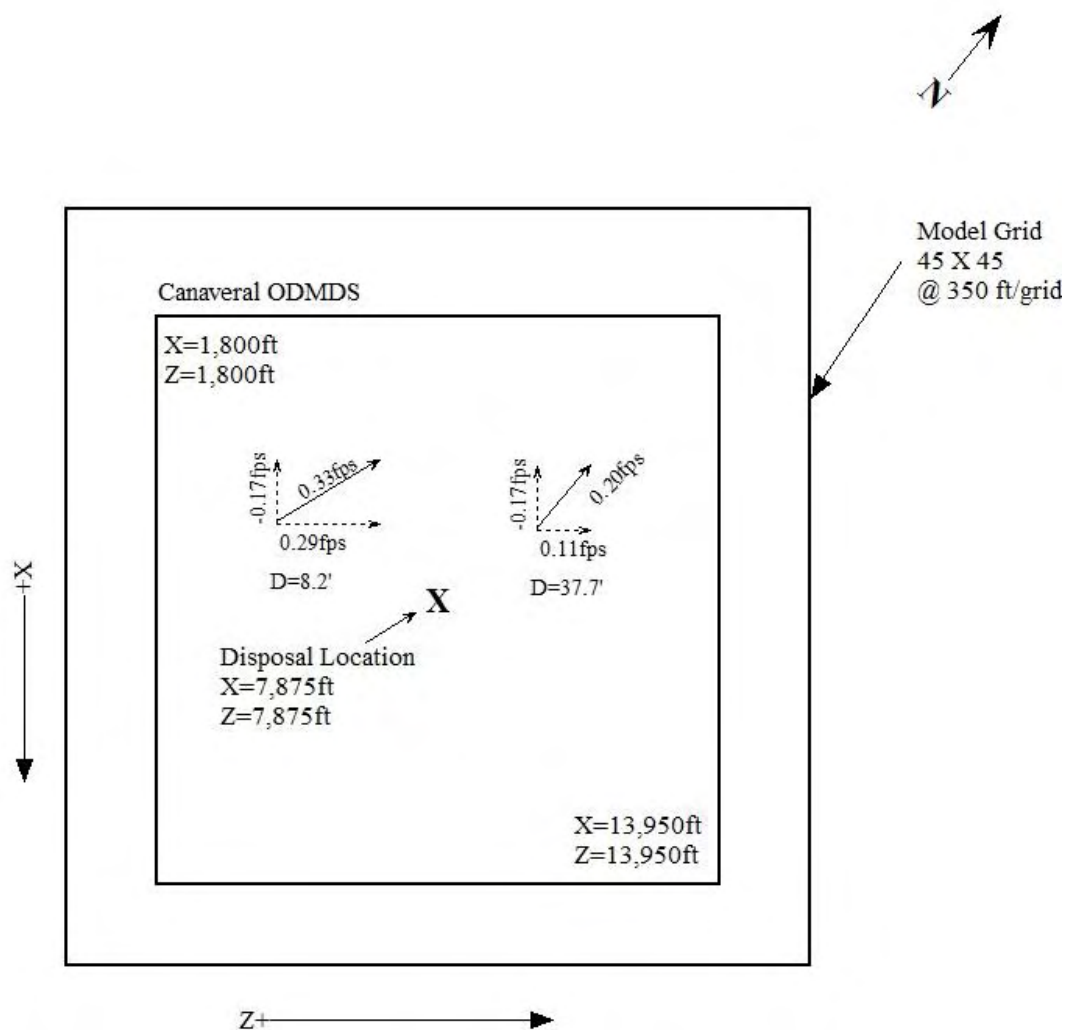 N
Model Grid
45 X 45
@ 350 ft/grid
Canaveral ODMDS
X=1,800ft
Z=1,800ft
-0.17fps
0.33fps
0.29fps
D=8.2'
-0.17fps
0.20fps
0.11fps
D=37.7'
X
Disposal Location
X=7,875ft
Z=7,875ft
+X
X=13,950ft
Z=13,950ft
Z+